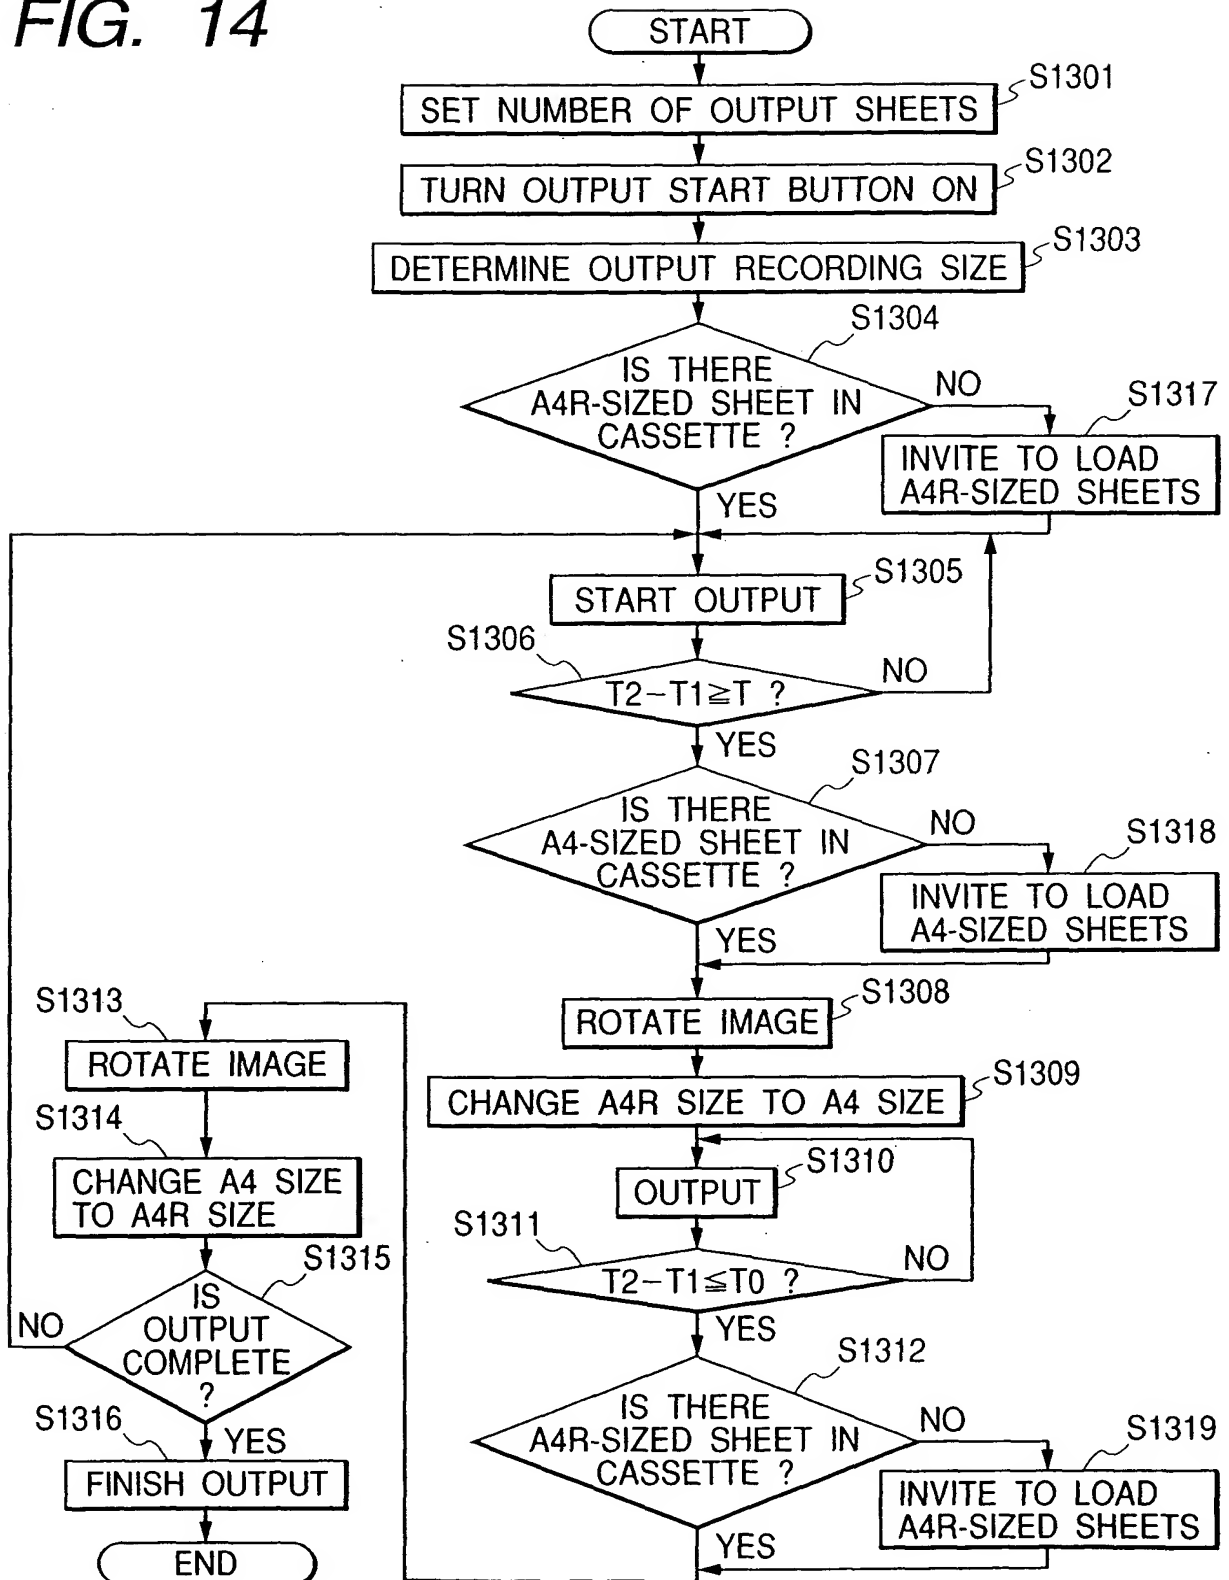 FIG. 14
START
S1301
SET NUMBER OF OUTPUT SHEETS
S1302
TURN OUTPUT START BUTTON ON
S1303
DETERMINE OUTPUT RECORDING SIZE
S1304
IS THERE
A4R-SIZED SHEET IN
CASSETTE ?
NO
S1317
INVITE TO LOAD
A4R-SIZED SHEETS
YES
S1305
START OUTPUT
S1306
T2-T1≧T ?
NO
YES
S1307
IS THERE
A4-SIZED SHEET IN
CASSETTE ?
NO
S1318
INVITE TO LOAD
A4-SIZED SHEETS
YES
S1308
ROTATE IMAGE
S1309
CHANGE A4R SIZE TO A4 SIZE
S1310
OUTPUT
S1311
T2-T1≦T0 ?
NO
YES
S1312
IS THERE
A4R-SIZED SHEET IN
CASSETTE ?
NO
S1319
INVITE TO LOAD
A4R-SIZED SHEETS
YES
S1313
ROTATE IMAGE
S1314
CHANGE A4 SIZE
TO A4R SIZE
S1315
IS
OUTPUT
COMPLETE
?
NO
YES
S1316
FINISH OUTPUT
END